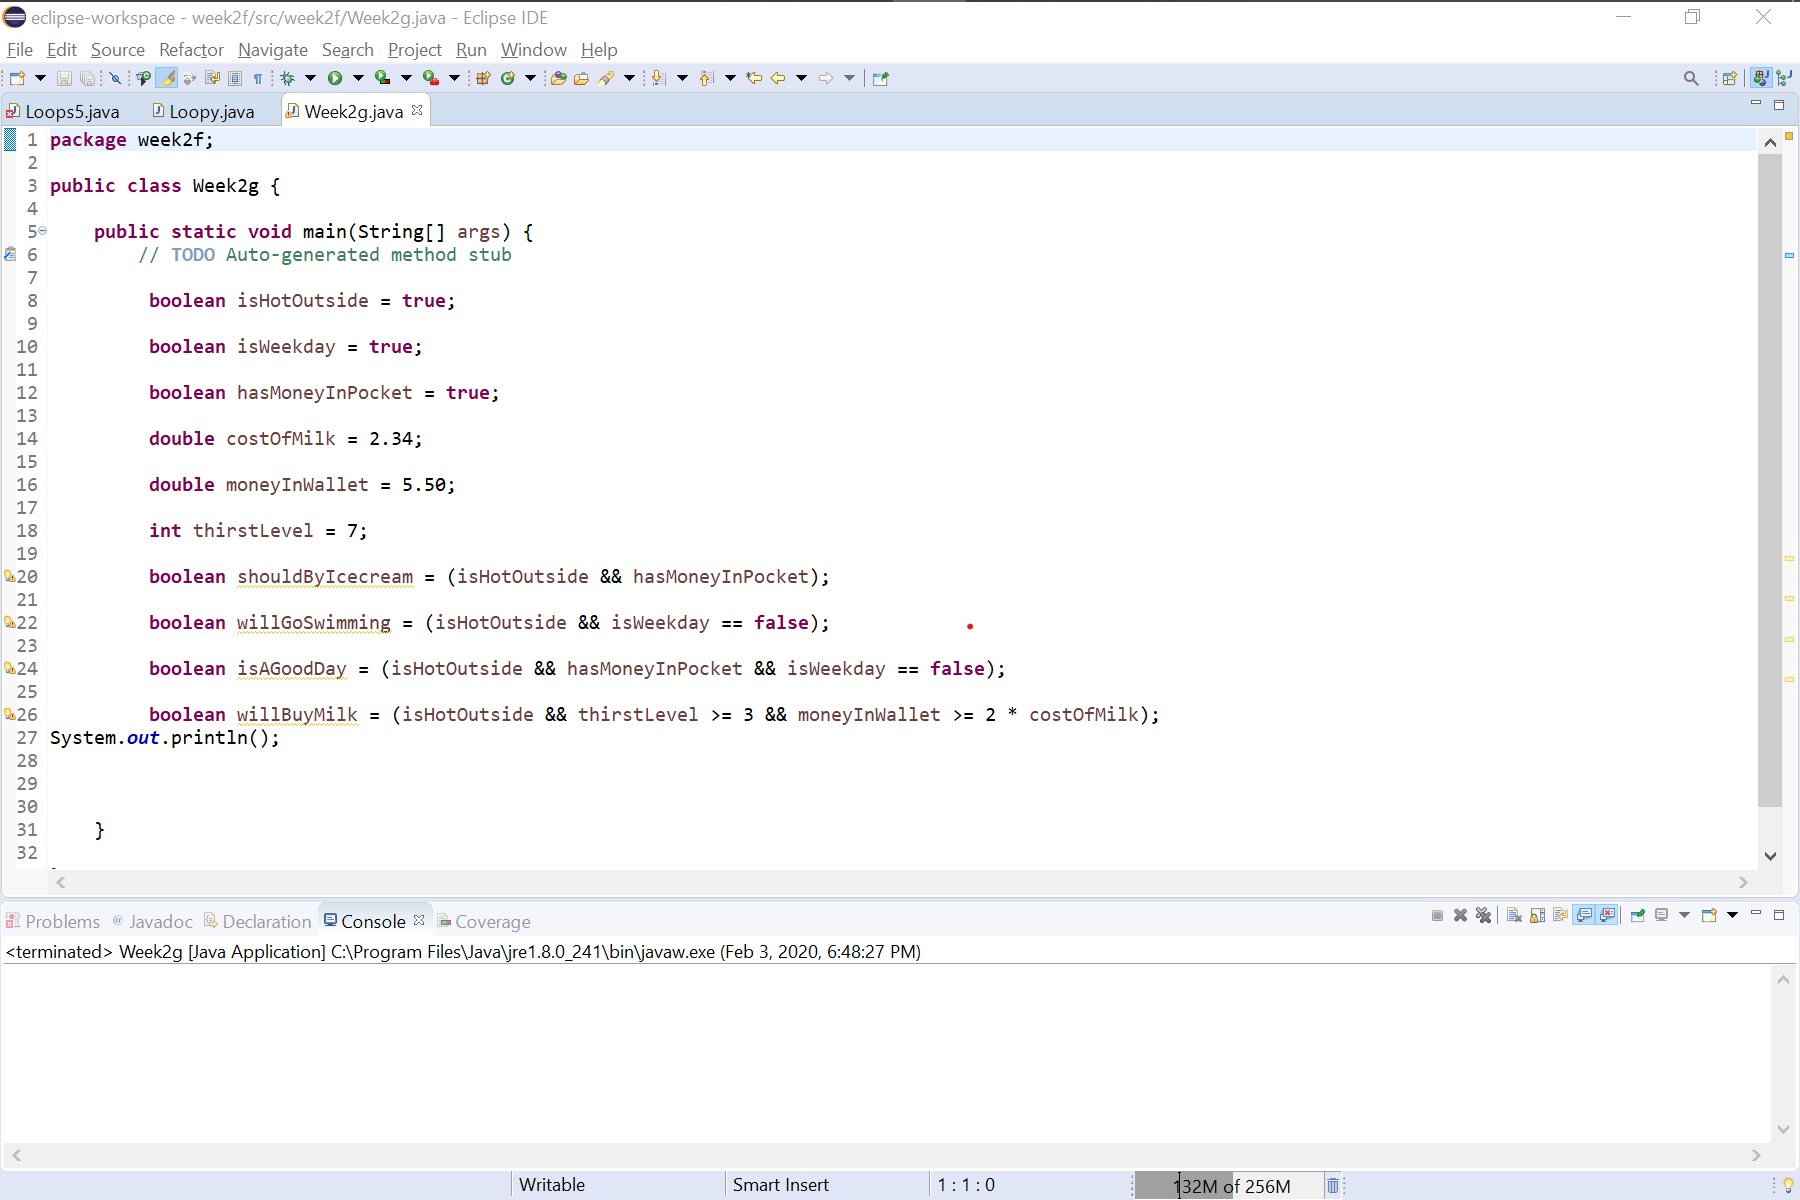 eclipse-workspace - week2f/src/week2f/Week2g.java - Eclipse IDE
File Edit Source Refactor Navigate Search Project Run Window Help
Loops5.java Loopy.java Week2g.java
1 package week2f;
2
3 public class Week2g {
4
5 public static void main(String[] args) {
6 // TODO Auto-generated method stub
7
8 boolean isHotOutside = true;
9
10 boolean isWeekday = true;
11
12 boolean hasMoneyInPocket = true;
13
14 double costOfMilk = 2.34;
15
16 double moneyInWallet = 5.50;
17
18 int thirstLevel = 7;
19
20 boolean shouldByIcecream = (isHotOutside && hasMoneyInPocket);
21
22 boolean willGoSwimming = (isHotOutside && isWeekday == false);
23
24 boolean isAGoodDay = (isHotOutside && hasMoneyInPocket && isWeekday == false);
25
26 boolean willBuyMilk = (isHotOutside && thirstLevel >= 3 && moneyInWallet >= 2 * costOfMilk);
27 System.out.println();
28
29
30
31 }
32
Problems Javadoc Declaration Console Coverage
<terminated> Week2g [Java Application] C:\Program Files\Java\jre1.8.0_241\bin\javaw.exe (Feb 3, 2020, 6:48:27 PM)
Writable Smart Insert 1 : 1 : 0 132M of 256M